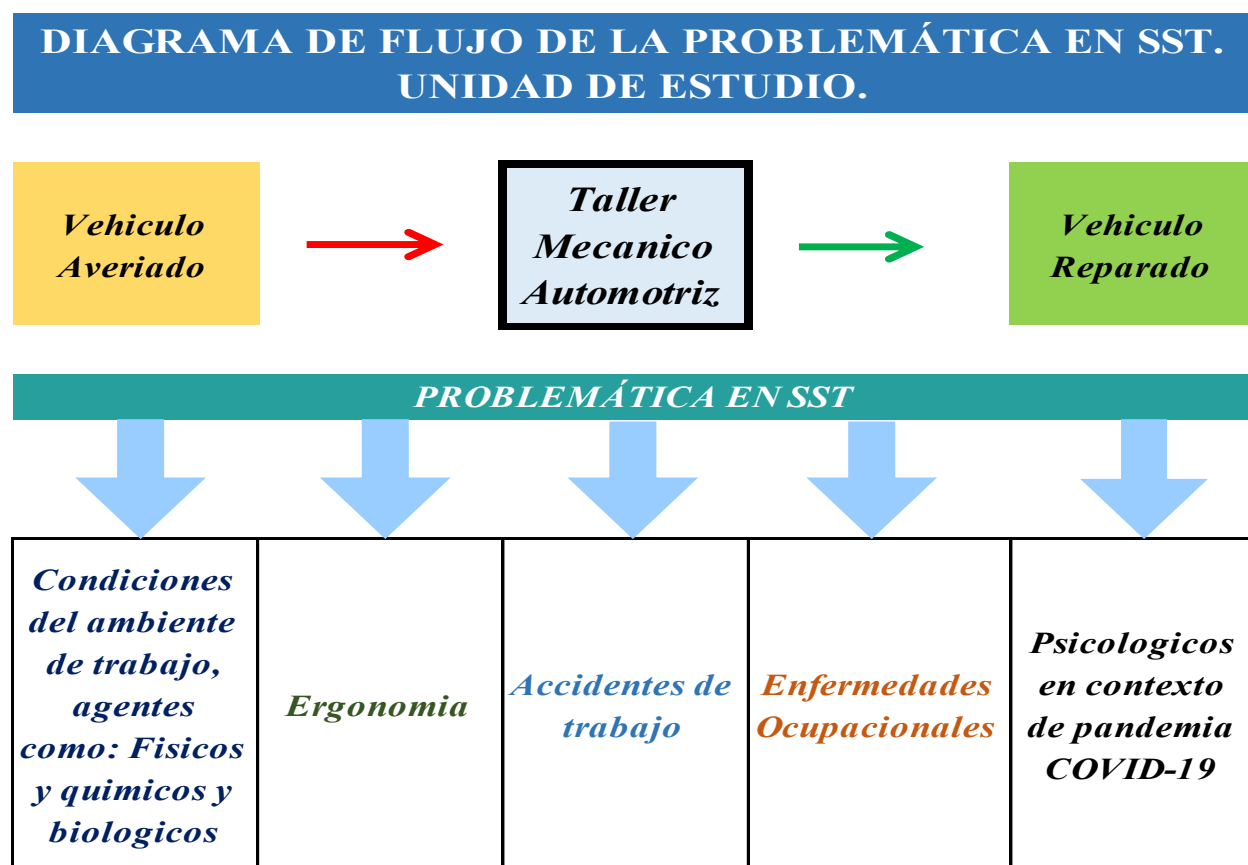 DIAGRAMA DE FLUJO DE LA PROBLEMÁTICA EN SST.
UNIDAD DE ESTUDIO.
Vehiculo
Averiado
Taller
Mecanico
Automotriz
Vehiculo
Reparado
PROBLEMÁTICA EN SST
Condiciones
del ambiente
de trabajo,
agentes
como: Fisicos
y quimicos y
biologicos
Ergonomia
Accidentes de
trabajo
Enfermedades
Ocupacionales
Psicologicos
en contexto
de pandemia
COVID-19